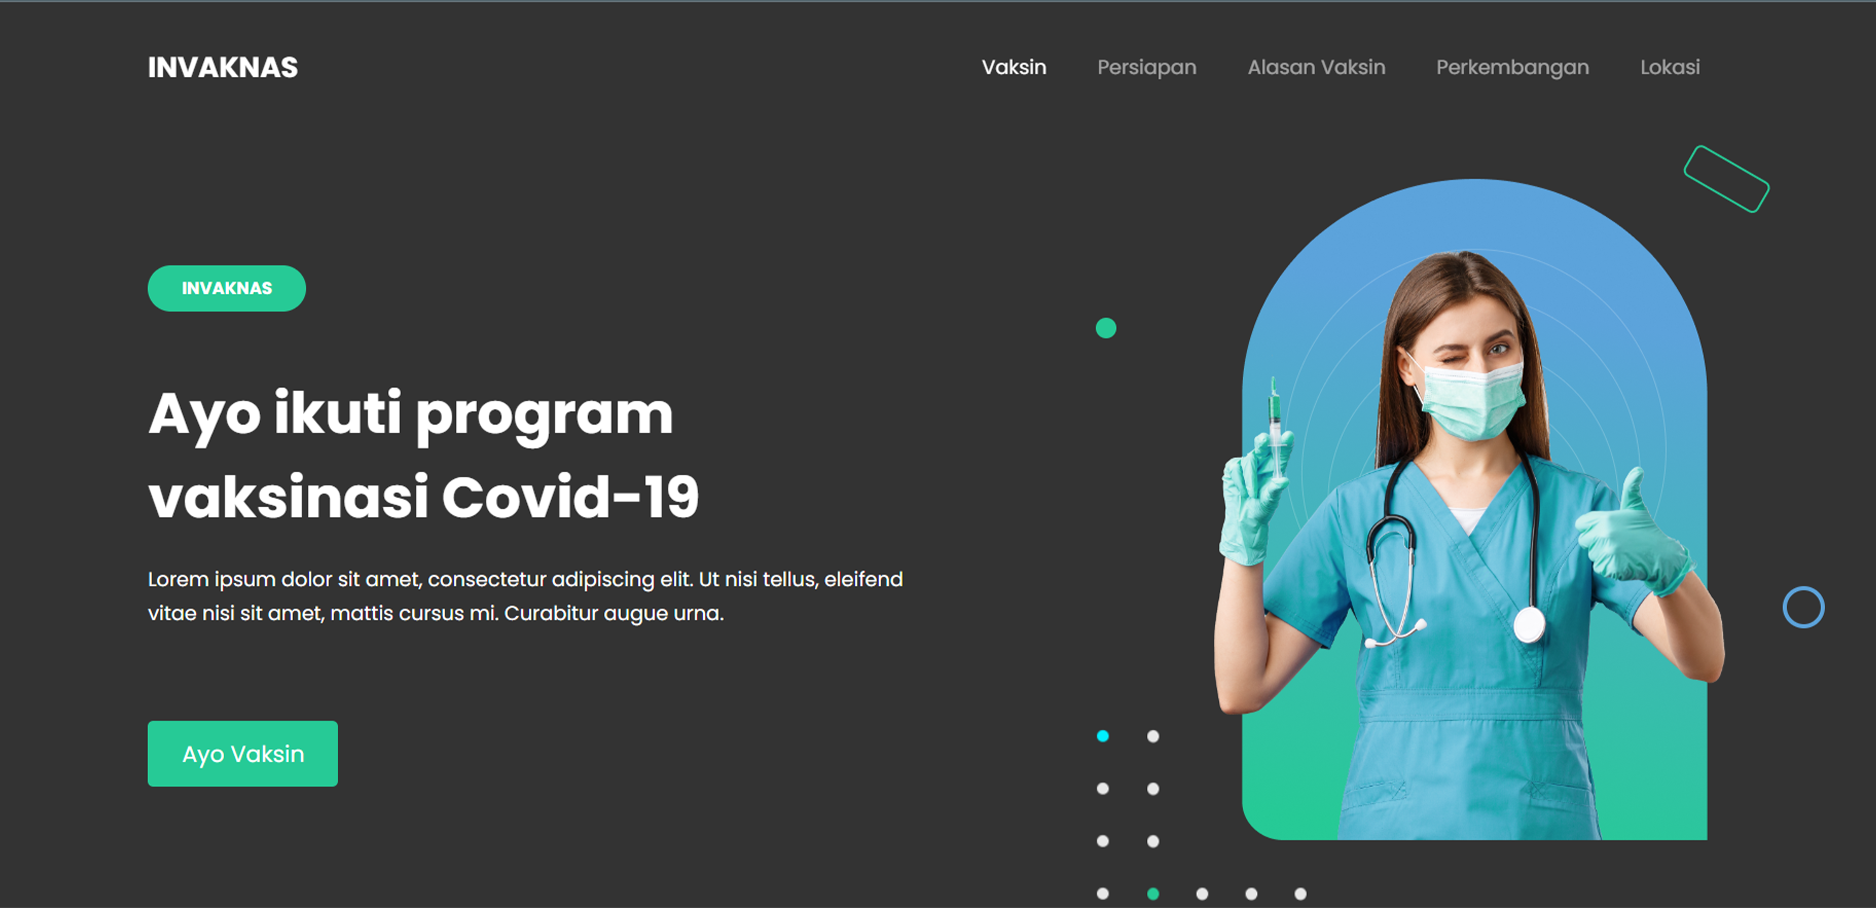 INVAKNAS
Vaksin Persiapan Alasan Vaksin Perkembangan Lokasi
INVAKNAS
Ayo ikuti program
vaksinasi Covid-19
Lorem ipsum dolor sit amet, consectetur adipiscing elit. Ut nisi tellus, eleifend
vitae nisi sit amet, mattis cursus mi. Curabitur augue urna.
Ayo Vaksin